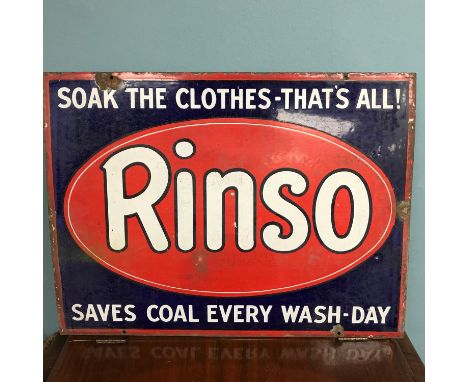 SOAK THE CLOTHES-THAT'S ALL!
Rinso
SAVES COAL EVERY WASH-DAY